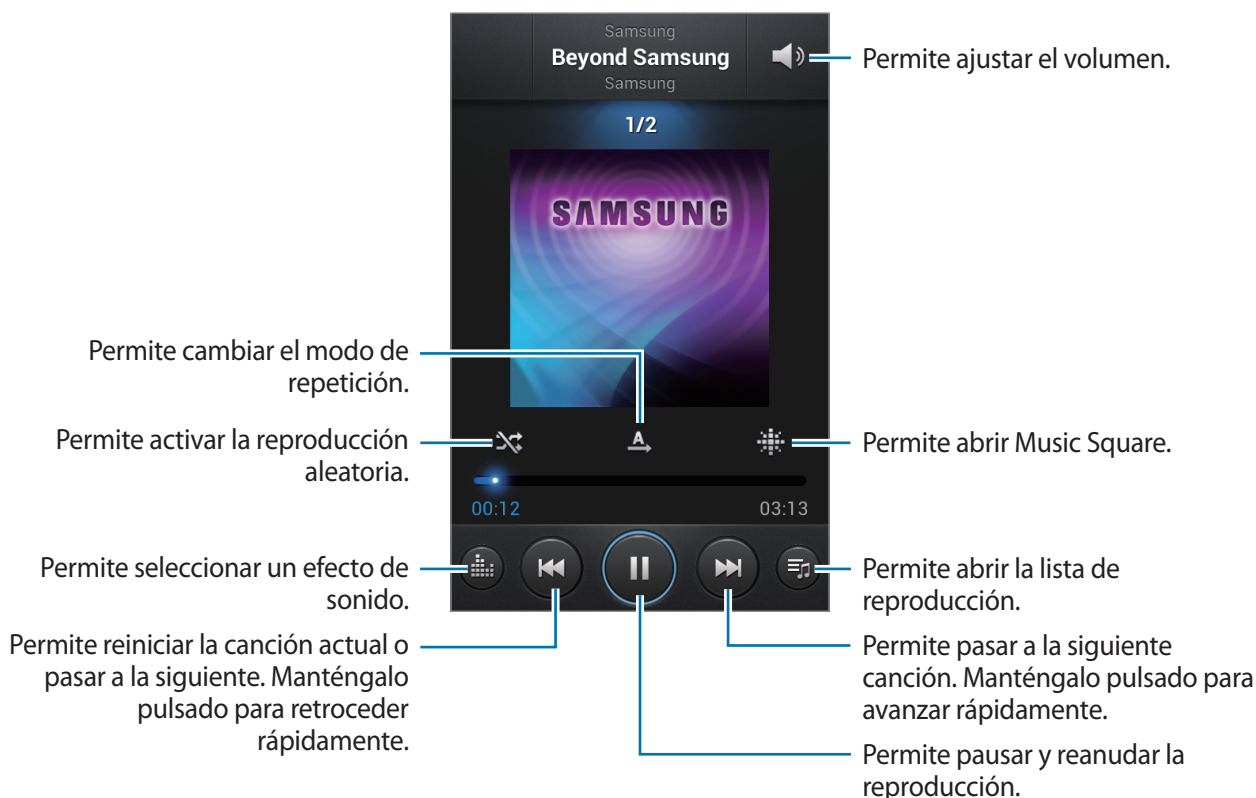 Samsung
Beyond Samsung
Samsung
Permite ajustar el volumen.
1/2
SAMSUNG
Permite cambiar el modo de
repetición.
A
Permite activar la reproducción
aleatoria.
Permite abrir Music Square.
00:12
03:13
Permite seleccionar un efecto de
sonido.
Permite abrir la lista de
reproducción.
Permite reiniciar la canción actual o
pasar a la siguiente. Manténgalo
pulsado para retroceder
rápidamente.
Permite pasar a la siguiente
canción. Manténgalo pulsado para
avanzar rápidamente.
Permite pausar y reanudar la
reproducción.